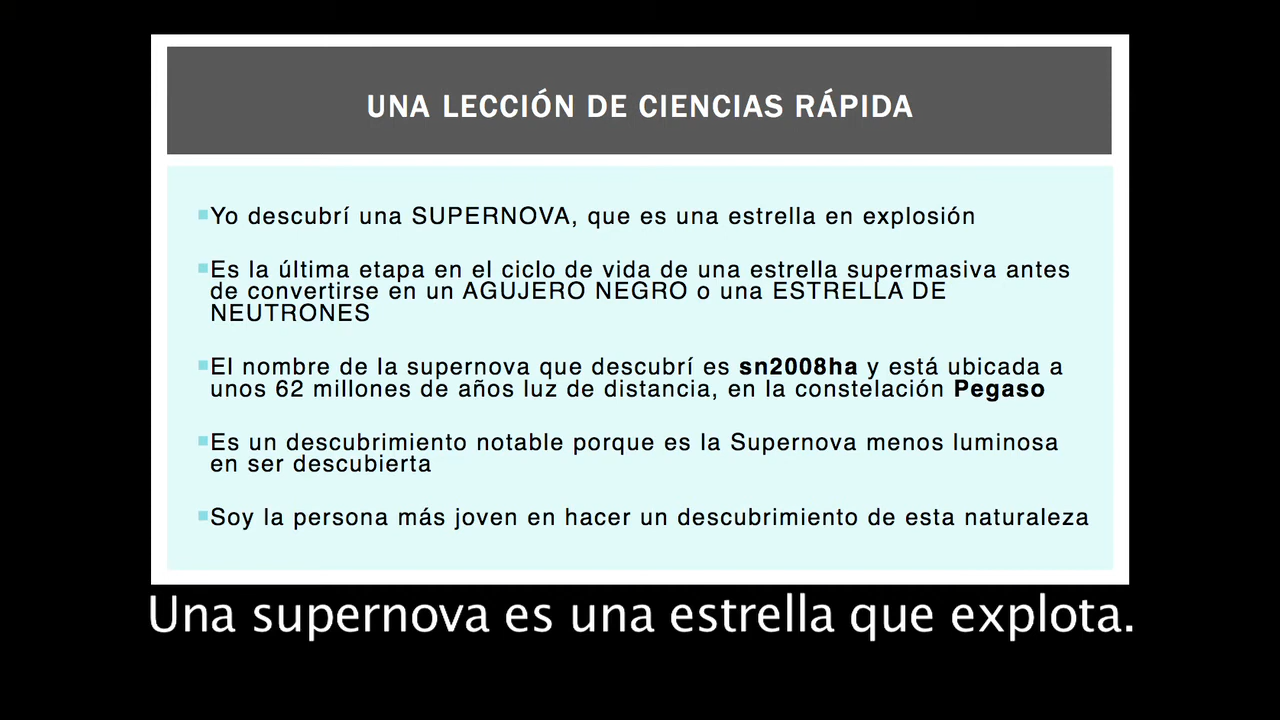 UNA LECCIÓN DE CIENCIAS RÁPIDA
Yo descubrí una SUPERNOVA, que es una estrella en explosión
Es la última etapa en el ciclo de vida de una estrella supermasiva antes
de convertirse en un AGUJERO NEGRO o una ESTRELLA DE
NEUTRONES
El nombre de la supernova que descubrí es sn2008ha y está ubicada a
unos 62 millones de años luz de distancia, en la constelación Pegaso
Es un descubrimiento notable porque es la Supernova menos luminosa
en ser descubierta
Soy la persona más joven en hacer un descubrimiento de esta naturaleza
Una supernova es una estrella que explota.